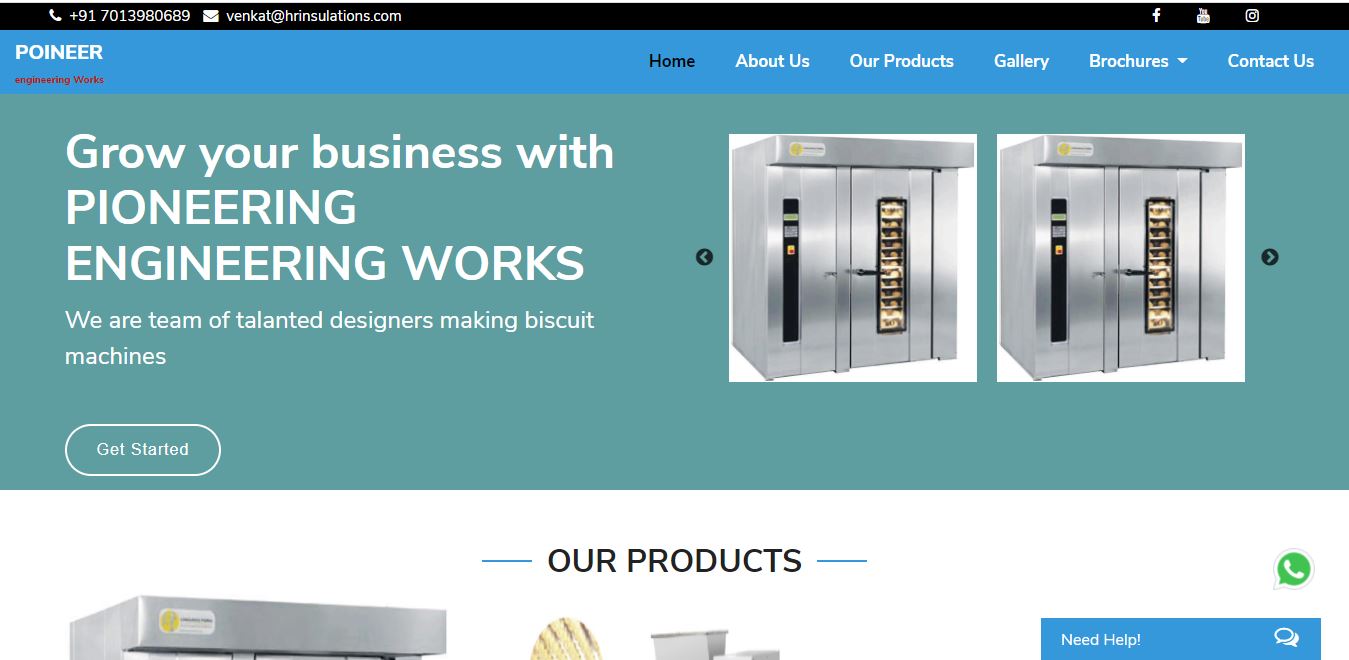 +91 7013980689 venkat@hrinsulations.com
POINEER
engineering Works
Home About Us Our Products Gallery Brochures Contact Us
Grow your business with
PIONEERING
ENGINEERING WORKS
We are team of talanted designers making biscuit
machines
Get Started
OUR PRODUCTS
Need Help!